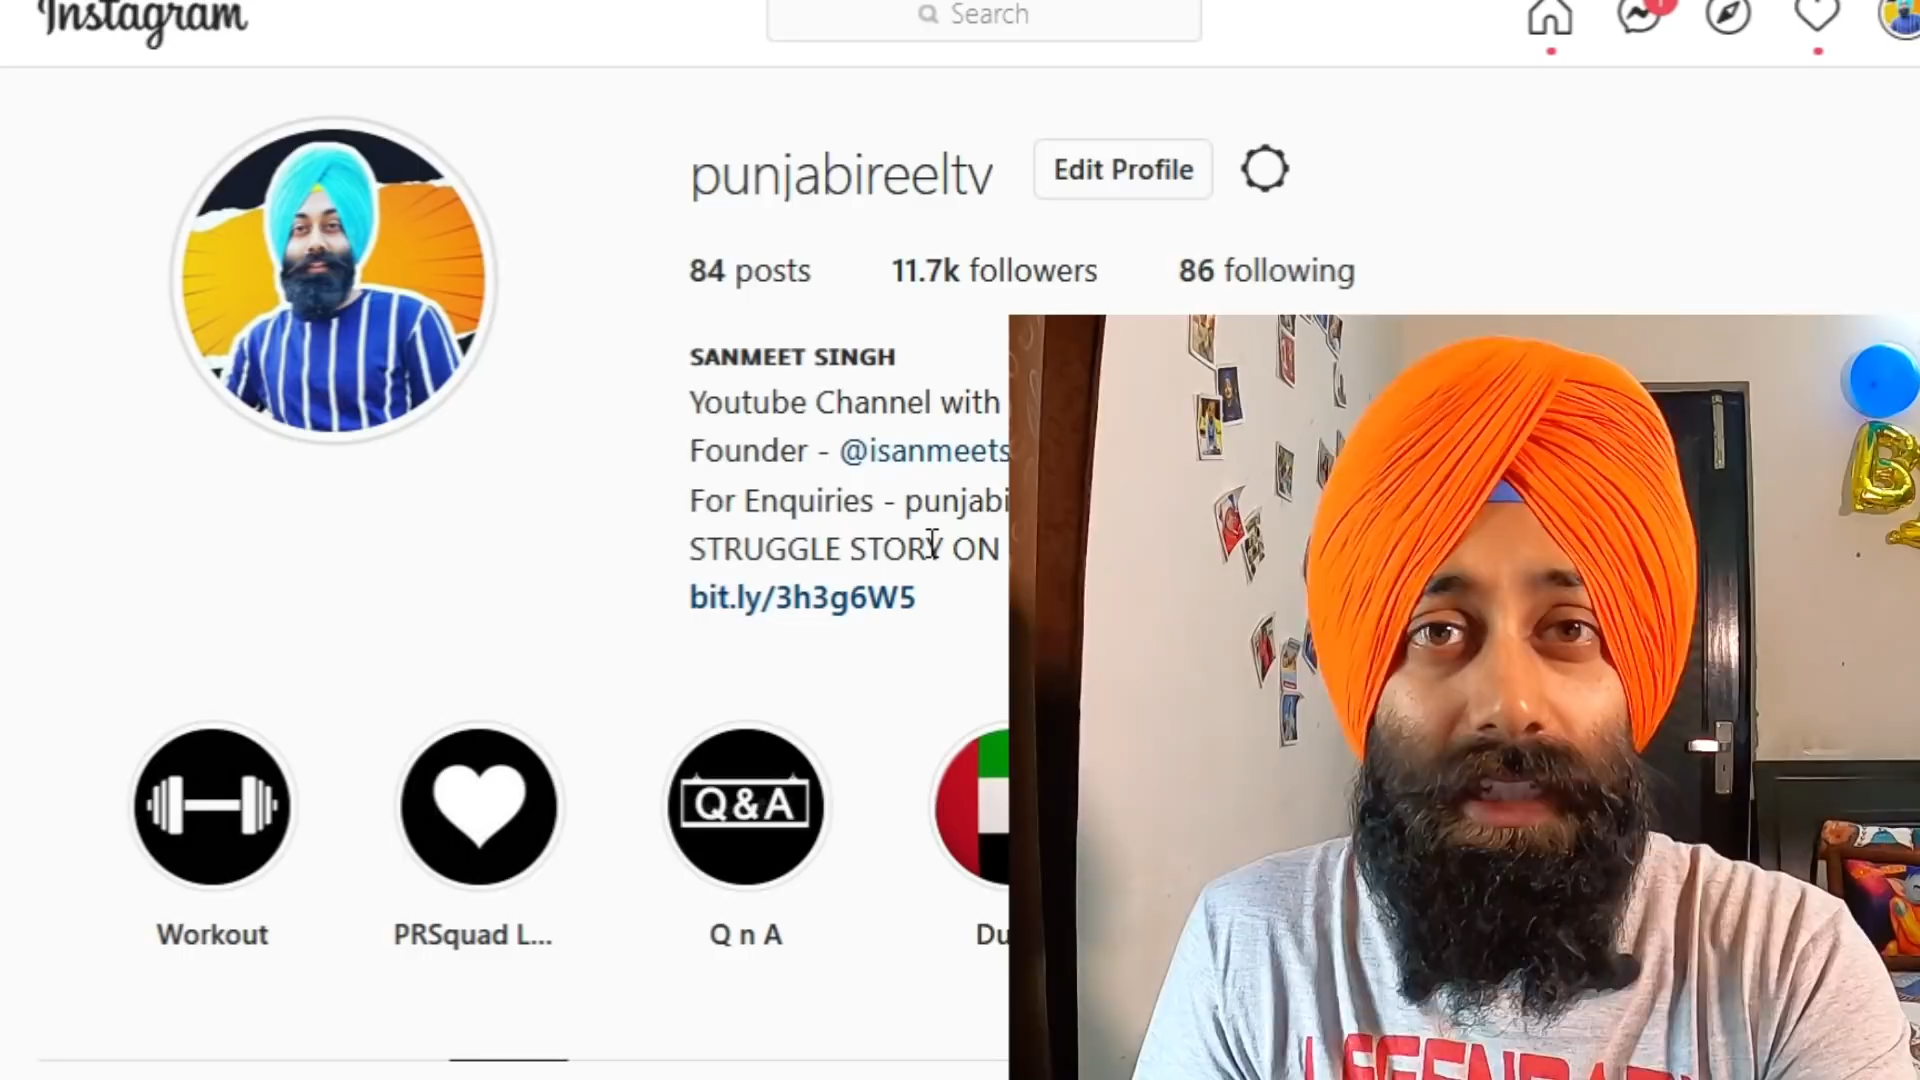 Instagram
Search
punjabireeltv
Edit Profile
84 posts
11.7k followers
86 following
SANMEET SINGH
Youtube Channel with
Founder - @isanmeets
For Enquiries - punjabi
STRUGGLE STORY ON
bit.ly/3h3g6W5
Q&A
Workout
PRSquad L...
Q n A
Du
B